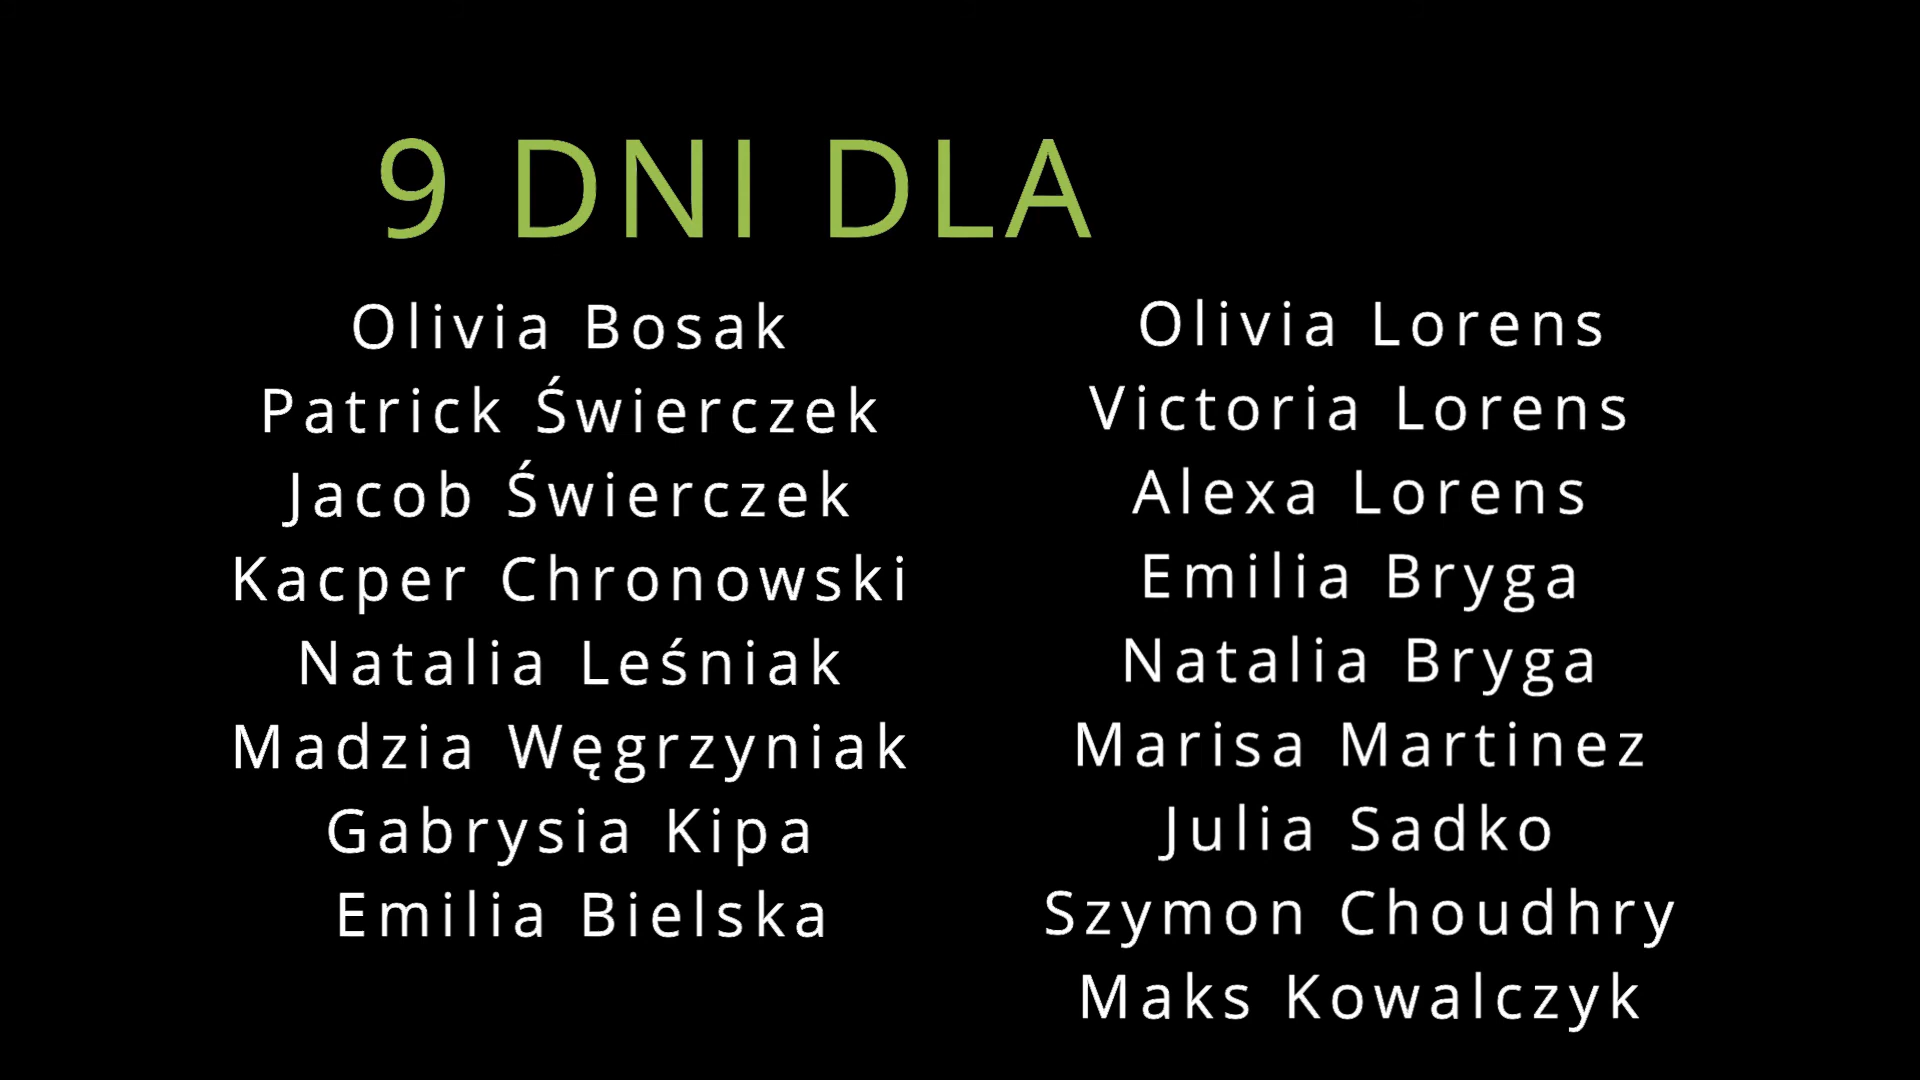 9 DNI DLA
Olivia Bosak
Patrick Świerczek
Jacob Świerczek
Kacper Chronowski
Natalia Leśniak
Madzia Węgrzyniak
Gabrysia Kipa
Emilia Bielska
Olivia Lorens
Victoria Lorens
Alexa Lorens
Emilia Bryga
Natalia Bryga
Marisa Martinez
Julia Sadko
Szymon Choudhry
Maks Kowalczyk